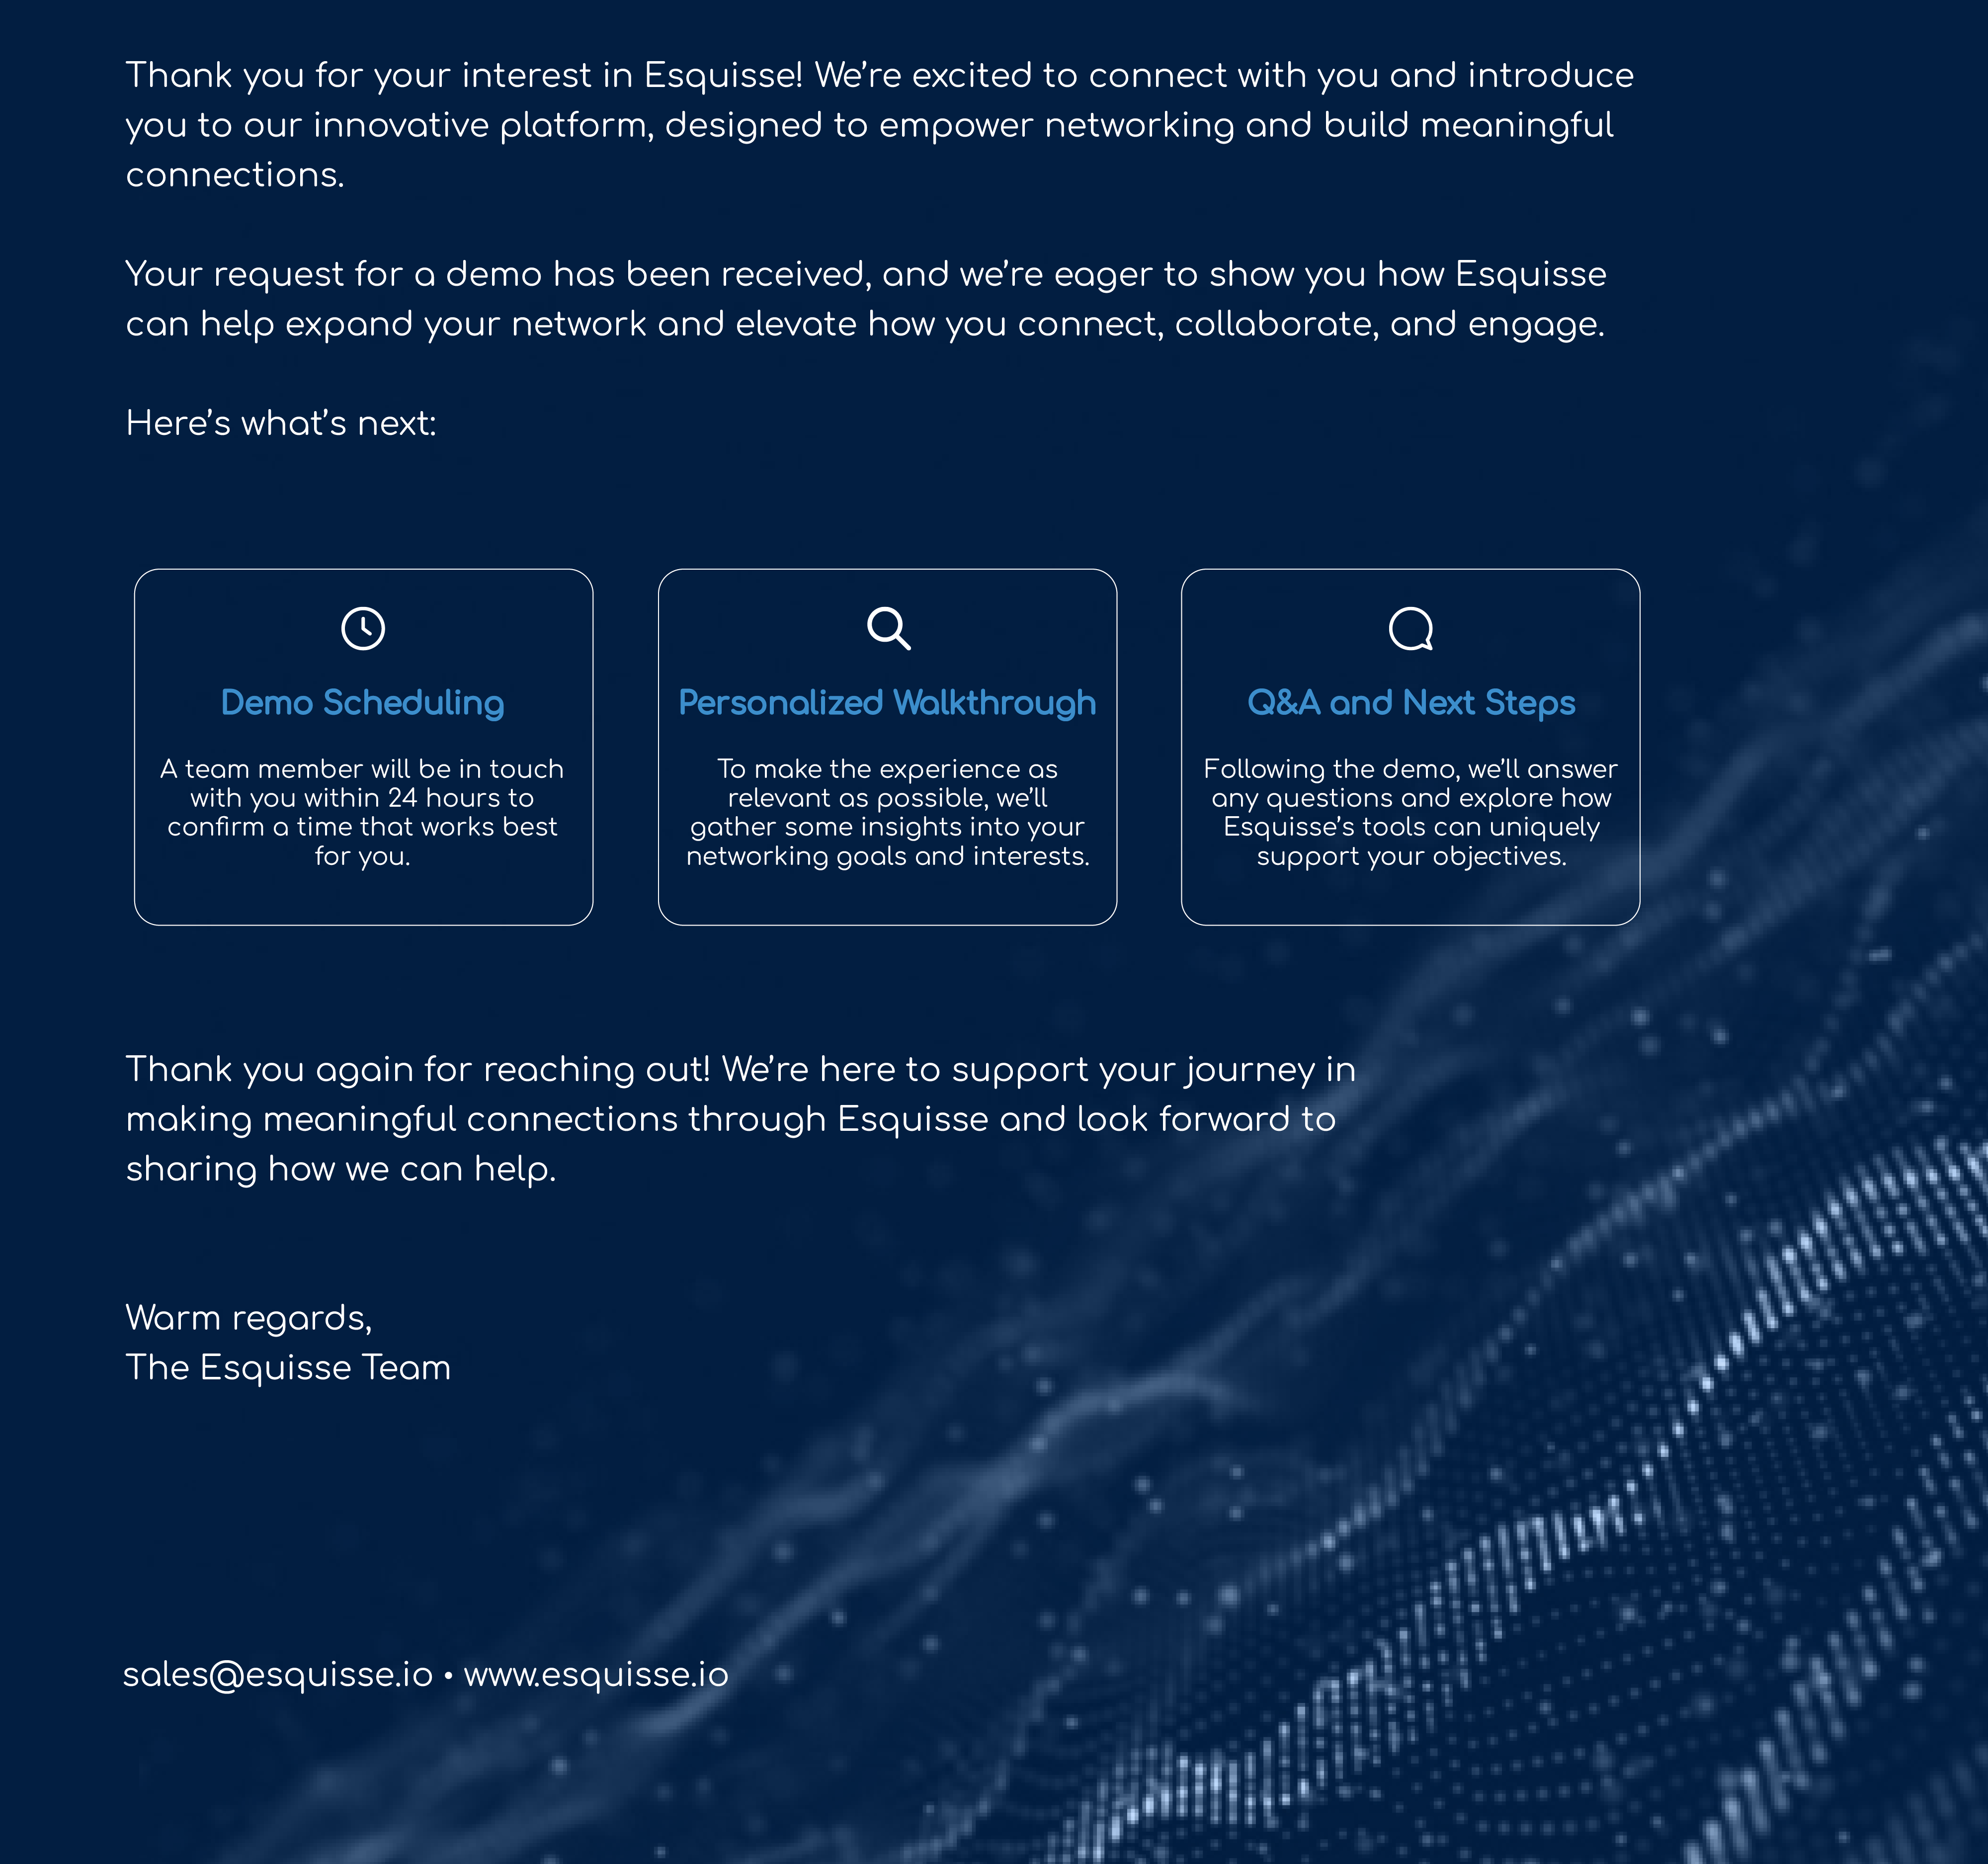 Thank you for your interest in Esquisse! We’re excited to connect with you and introduce
you to our innovative platform, designed to empower networking and build meaningful
connections.
Your request for a demo has been received, and we’re eager to show you how Esquisse
can help expand your network and elevate how you connect, collaborate, and engage.
Here’s what’s next:
Demo Scheduling
A team member will be in touch
with you within 24 hours to
confirm a time that works best
for you.
Personalized Walkthrough
To make the experience as
relevant as possible, we’ll
gather some insights into your
networking goals and interests.
Q&A and Next Steps
Following the demo, we’ll answer
any questions and explore how
Esquisse’s tools can uniquely
support your objectives.
Thank you again for reaching out! We’re here to support your journey in
making meaningful connections through Esquisse and look forward to
sharing how we can help.
Warm regards,
The Esquisse Team
sales@esquisse.io • www.esquisse.io